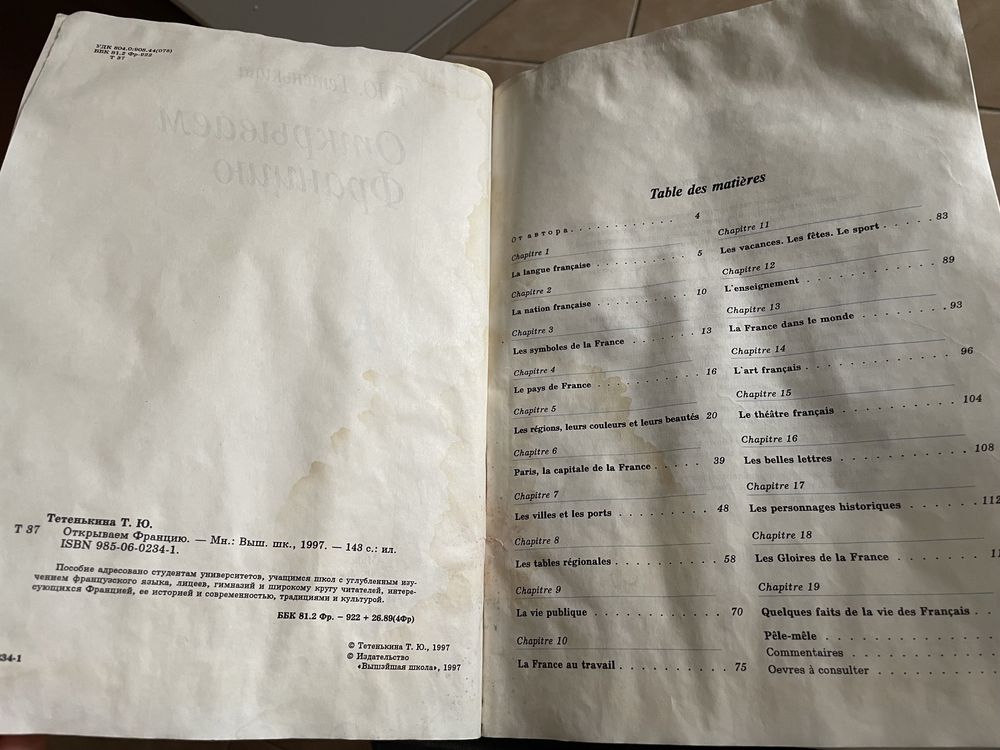 УДК 804.0:908.44(075)
ББК 81.2 Фр-922
Т 37
Т. Ю. Тетенькина
Открываем
Францию
Тетенькина Т. Ю.
Т 37 Открываем Францию. — Мн.: Выш. шк., 1997. — 143 с.: ил.
ISBN 985-06-0234-1.
Пособие адресовано студентам университетов, учащимся школ с углубленным изу-
чением французского языка, лицеев, гимназий и широкому кругу читателей, интере-
сующихся Францией, ее историей и современностью, традициями и культурой.
ББК 81.2 Фр. – 922 + 26.89(4Фр)
© Тетенькина Т. Ю., 1997
© Издательство
«Вышэйшая школа», 1997
234-1
Table des matières
От автора. . . . . . . . . . . 4
Chapitre 1
La langue française . . . . . . . . . 5
Chapitre 2
La nation française . . . . . . . . . 10
Chapitre 3
Les symboles de la France . . . . . . . 13
Chapitre 4
Le pays de France . . . . . . . . . 16
Chapitre 5
Les régions, leurs couleurs et leurs beautés 20
Chapitre 6
Paris, la capitale de la France . . . . . 39
Chapitre 7
Les villes et les ports . . . . . . . . 48
Chapitre 8
Les tables régionales . . . . . . . . 58
Chapitre 9
La vie publique . . . . . . . . . . 70
Chapitre 10
La France au travail . . . . . . . . . 75
Chapitre 11
Les vacances. Les fêtes. Le sport . . . . 83
Chapitre 12
L'enseignement . . . . . . . . . . 89
Chapitre 13
La France dans le monde . . . . . . . 93
Chapitre 14
L'art français . . . . . . . . . . . 96
Chapitre 15
Le théâtre français . . . . . . . . . 104
Chapitre 16
Les belles lettres . . . . . . . . . . 108
Chapitre 17
Les personnages historiques . . . . . . 112
Chapitre 18
Les Gloires de la France . . . . . . .
Chapitre 19
Quelques faits de la vie des Français . .
Pêle-mêle . . . . . . . . . . .
Commentaires . . . . . . . . . .
Oevres à consulter . . . . . . . .